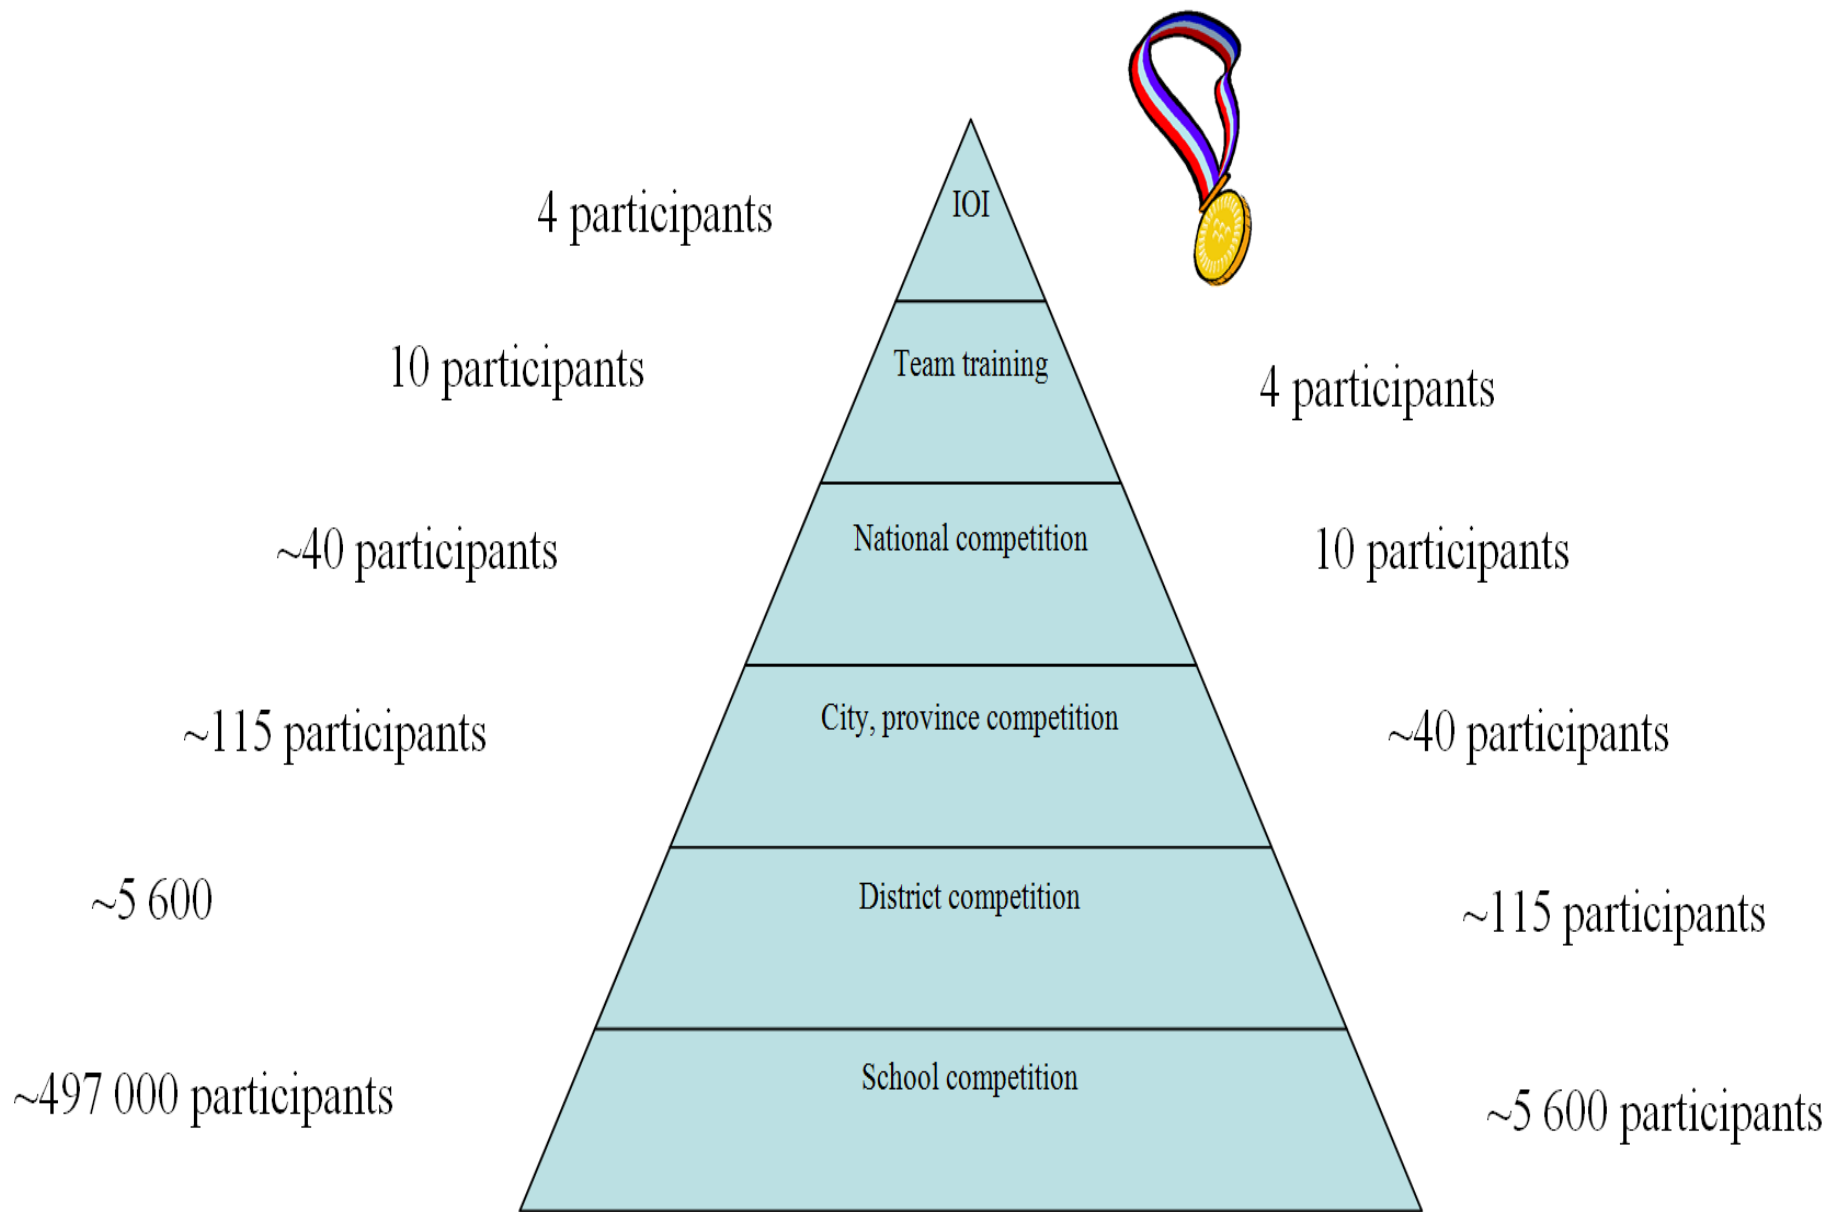 IOI
4 participants
Team training
10 participants
4 participants
National competition
~40 participants
10 participants
City, province competition
~115 participants
~40 participants
District competition
~5 600
~115 participants
School competition
~497 000 participants
~5 600 participants